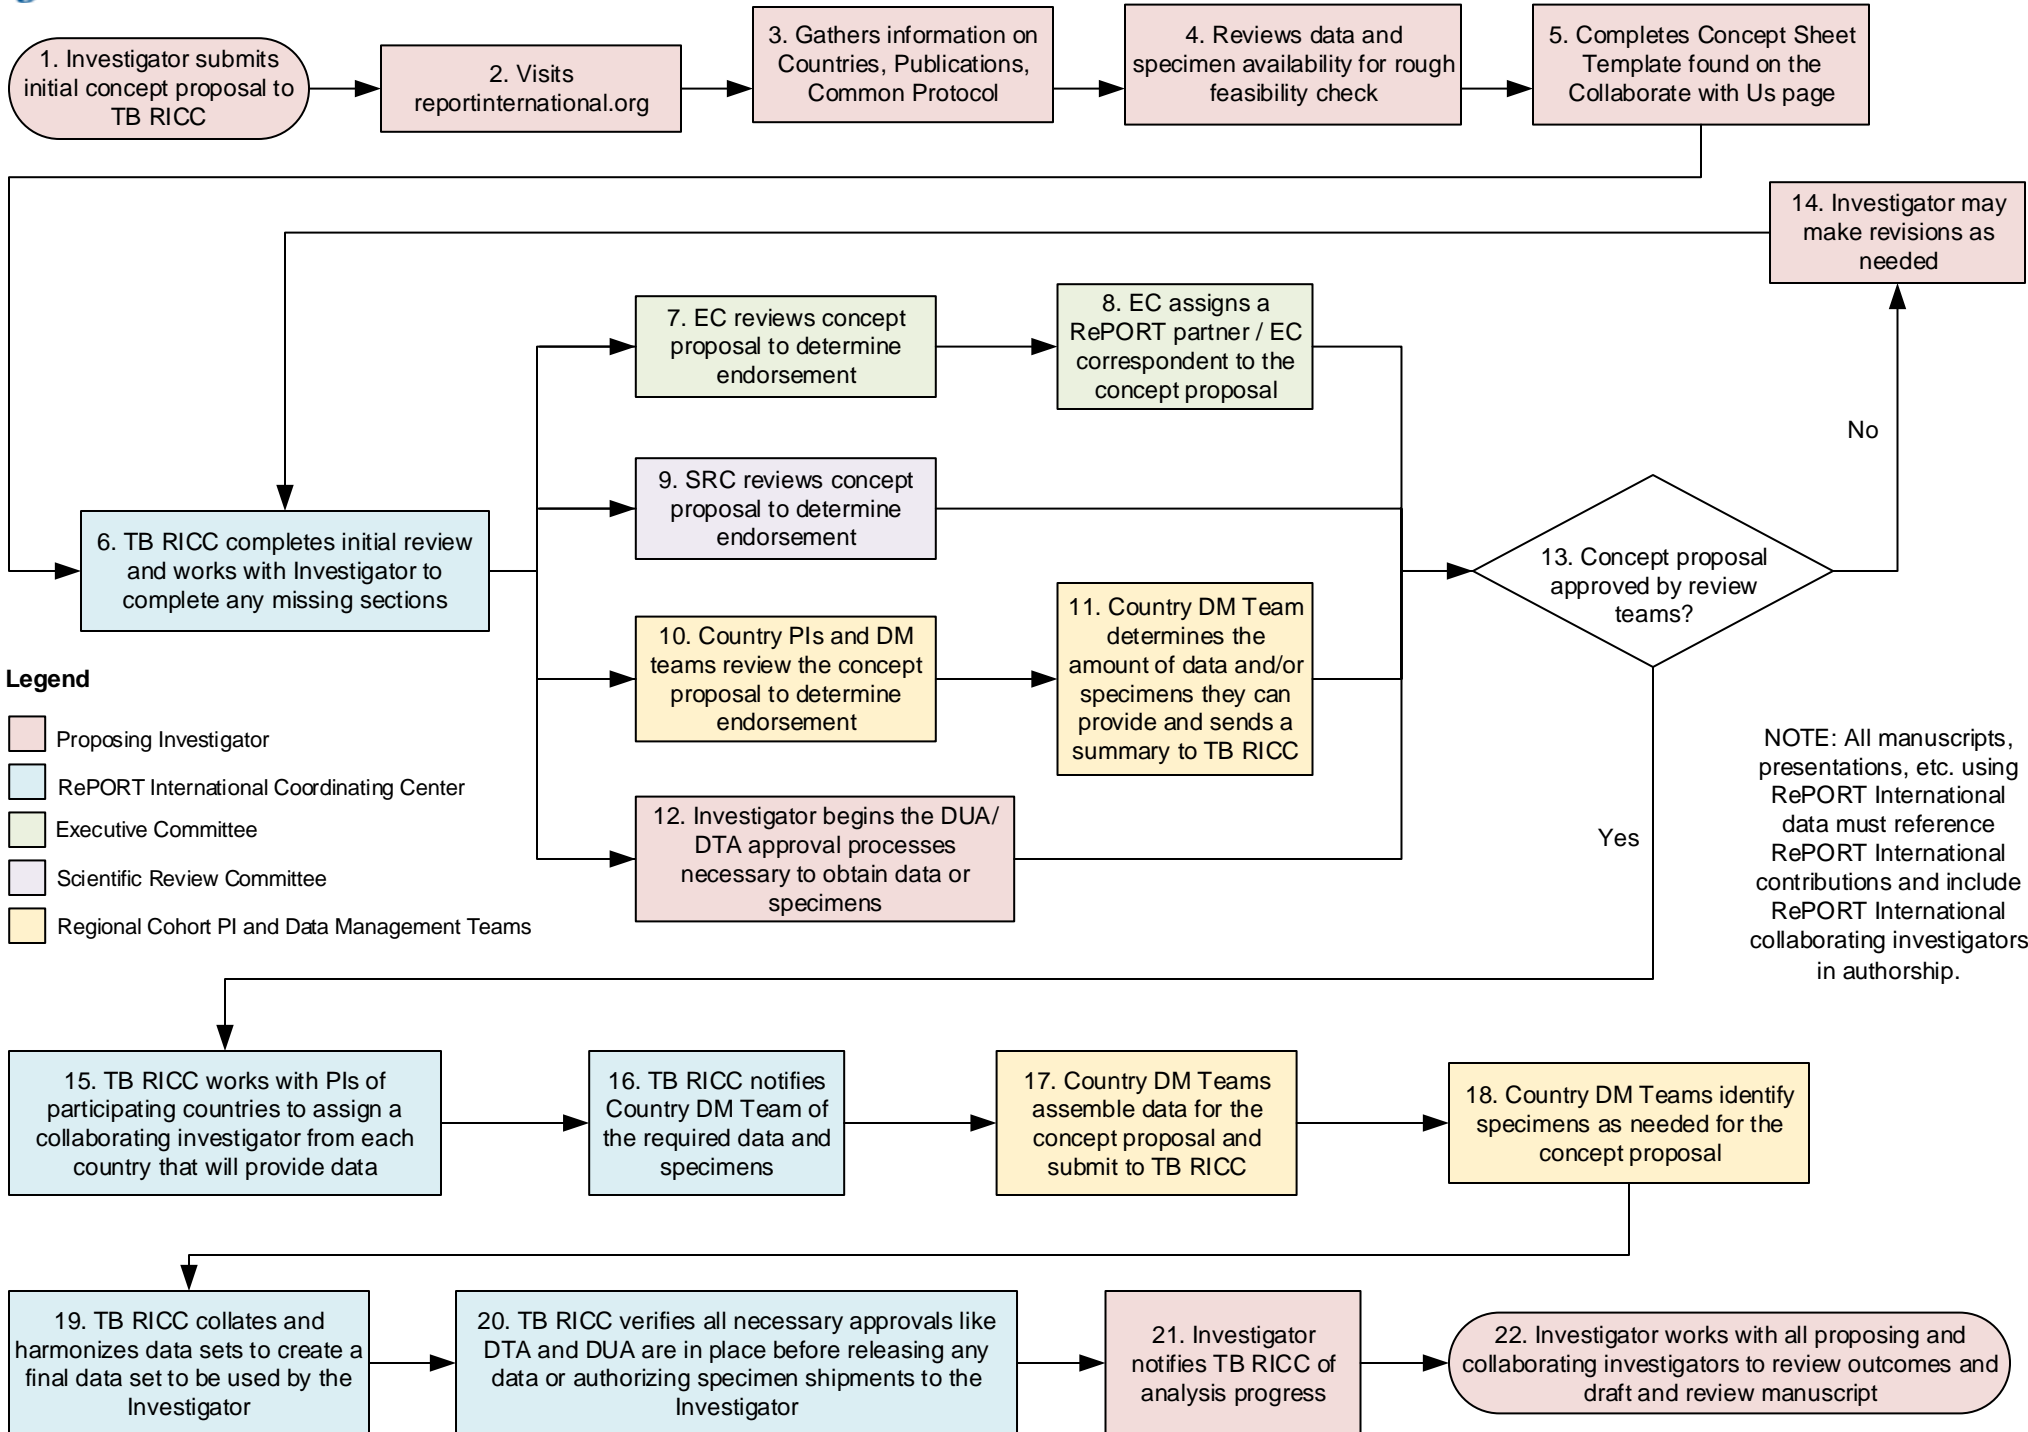 1. Investigator submits
initial concept proposal to
TB RICC
2. Visits
reportinternational.org
3. Gathers information on
Countries, Publications,
Common Protocol
4. Reviews data and
specimen availability for rough
feasibility check
5. Completes Concept Sheet
Template found on the
Collaborate with Us page
14. Investigator may
make revisions as
needed
7. EC reviews concept
proposal to determine
endorsement
8. EC assigns a
RePORT partner / EC
correspondent to the
concept proposal
No
9. SRC reviews concept
proposal to determine
endorsement
6. TB RICC completes initial review
and works with Investigator to
complete any missing sections
13. Concept proposal
approved by review
teams?
10. Country PIs and DM
teams review the concept
proposal to determine
endorsement
11. Country DM Team
determines the
amount of data and/or
specimens they can
provide and sends a
summary to TB RICC
Legend
Proposing Investigator
RePORT International Coordinating Center
Executive Committee
Scientific Review Committee
Regional Cohort PI and Data Management Teams
12. Investigator begins the DUA/
DTA approval processes
necessary to obtain data or
specimens
Yes
NOTE: All manuscripts,
presentations, etc. using
RePORT International
data must reference
RePORT International
contributions and include
RePORT International
collaborating investigators
in authorship.
15. TB RICC works with PIs of
participating countries to assign a
collaborating investigator from each
country that will provide data
16. TB RICC notifies
Country DM Team of
the required data and
specimens
17. Country DM Teams
assemble data for the
concept proposal and
submit to TB RICC
18. Country DM Teams identify
specimens as needed for the
concept proposal
19. TB RICC collates and
harmonizes data sets to create a
final data set to be used by the
Investigator
20. TB RICC verifies all necessary approvals like
DTA and DUA are in place before releasing any
data or authorizing specimen shipments to the
Investigator
21. Investigator
notifies TB RICC of
analysis progress
22. Investigator works with all proposing and
collaborating investigators to review outcomes and
draft and review manuscript